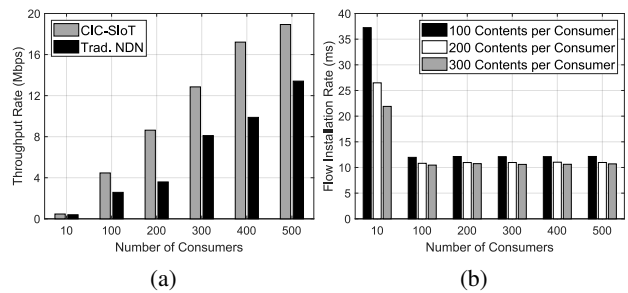 CIC-SIoT
Trad. NDN
Throughput Rate (Mbps)
20
16
12
8
4
0
10 100 200 300 400 500
Number of Consumers
(a)
100 Contents per Consumer
200 Contents per Consumer
300 Contents per Consumer
Flow Installation Rate (ms)
40
35
30
25
20
15
10
5
0
10 100 200 300 400 500
Number of Consumers
(b)